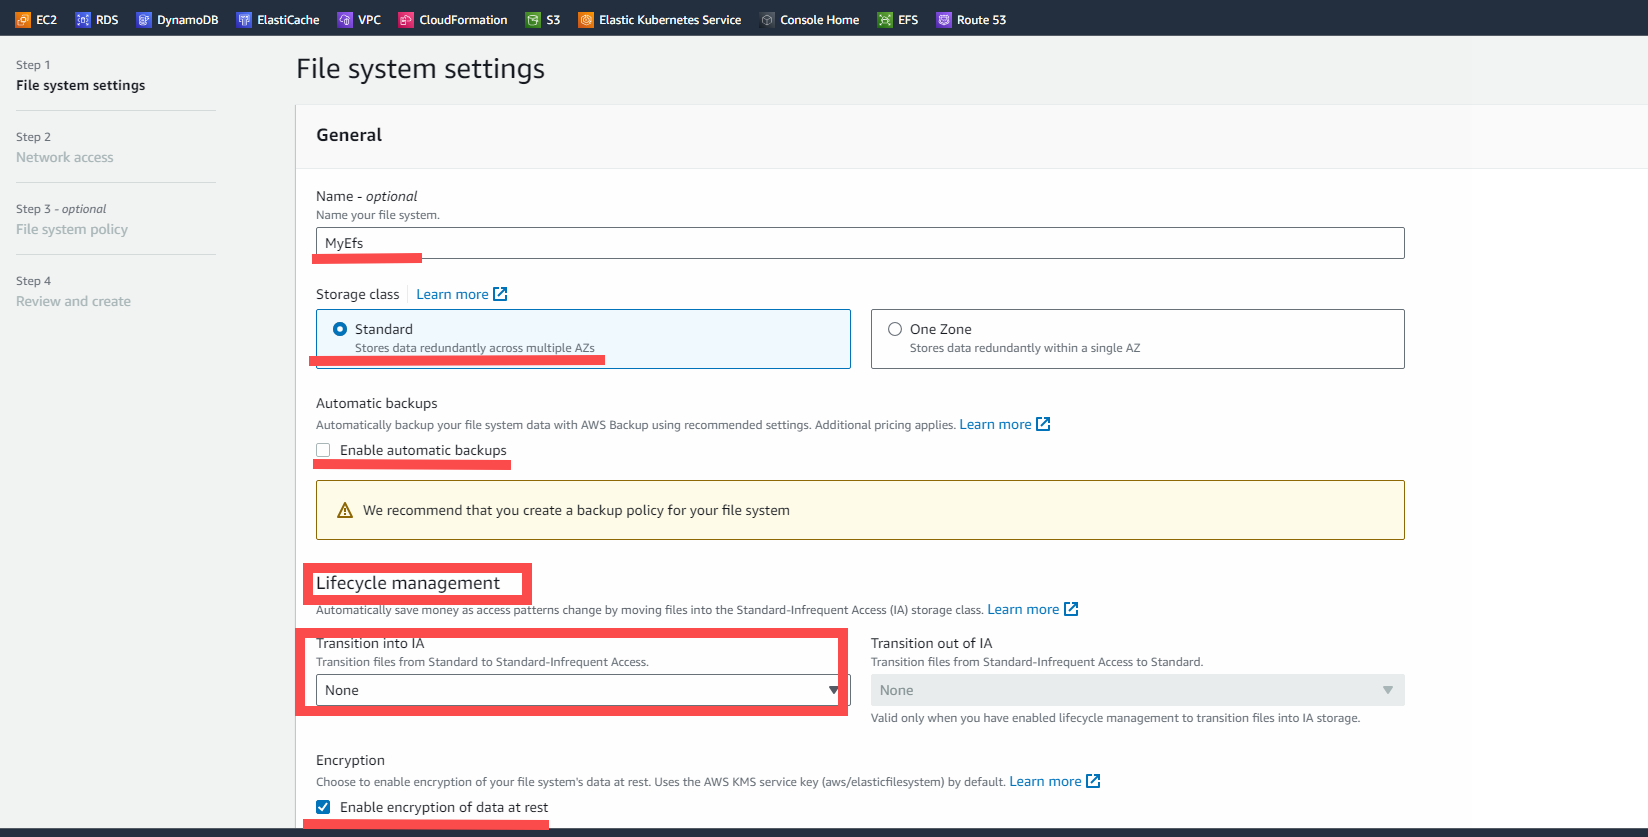 EC2 RDS DynamoDB ElastiCache VPC CloudFormation S3 Elastic Kubernetes Service Console Home EFS Route 53
Step 1
File system settings
Step 2
Network access
Step 3 - optional
File system policy
Step 4
Review and create
File system settings
General
Name - optional
Name your file system.
MyEfs
Storage class Learn more
Standard
Stores data redundantly across multiple AZs
One Zone
Stores data redundantly within a single AZ
Automatic backups
Automatically backup your file system data with AWS Backup using recommended settings. Additional pricing applies. Learn more
Enable automatic backups
We recommend that you create a backup policy for your file system
Lifecycle management
Automatically save money as access patterns change by moving files into the Standard-Infrequent Access (IA) storage class. Learn more
Transition into IA
Transition files from Standard to Standard-Infrequent Access.
None
Transition out of IA
Transition files from Standard-Infrequent Access to Standard.
None
Valid only when you have enabled lifecycle management to transition files into IA storage.
Encryption
Choose to enable encryption of your file system's data at rest. Uses the AWS KMS service key (aws/elasticfilesystem) by default. Learn more
Enable encryption of data at rest